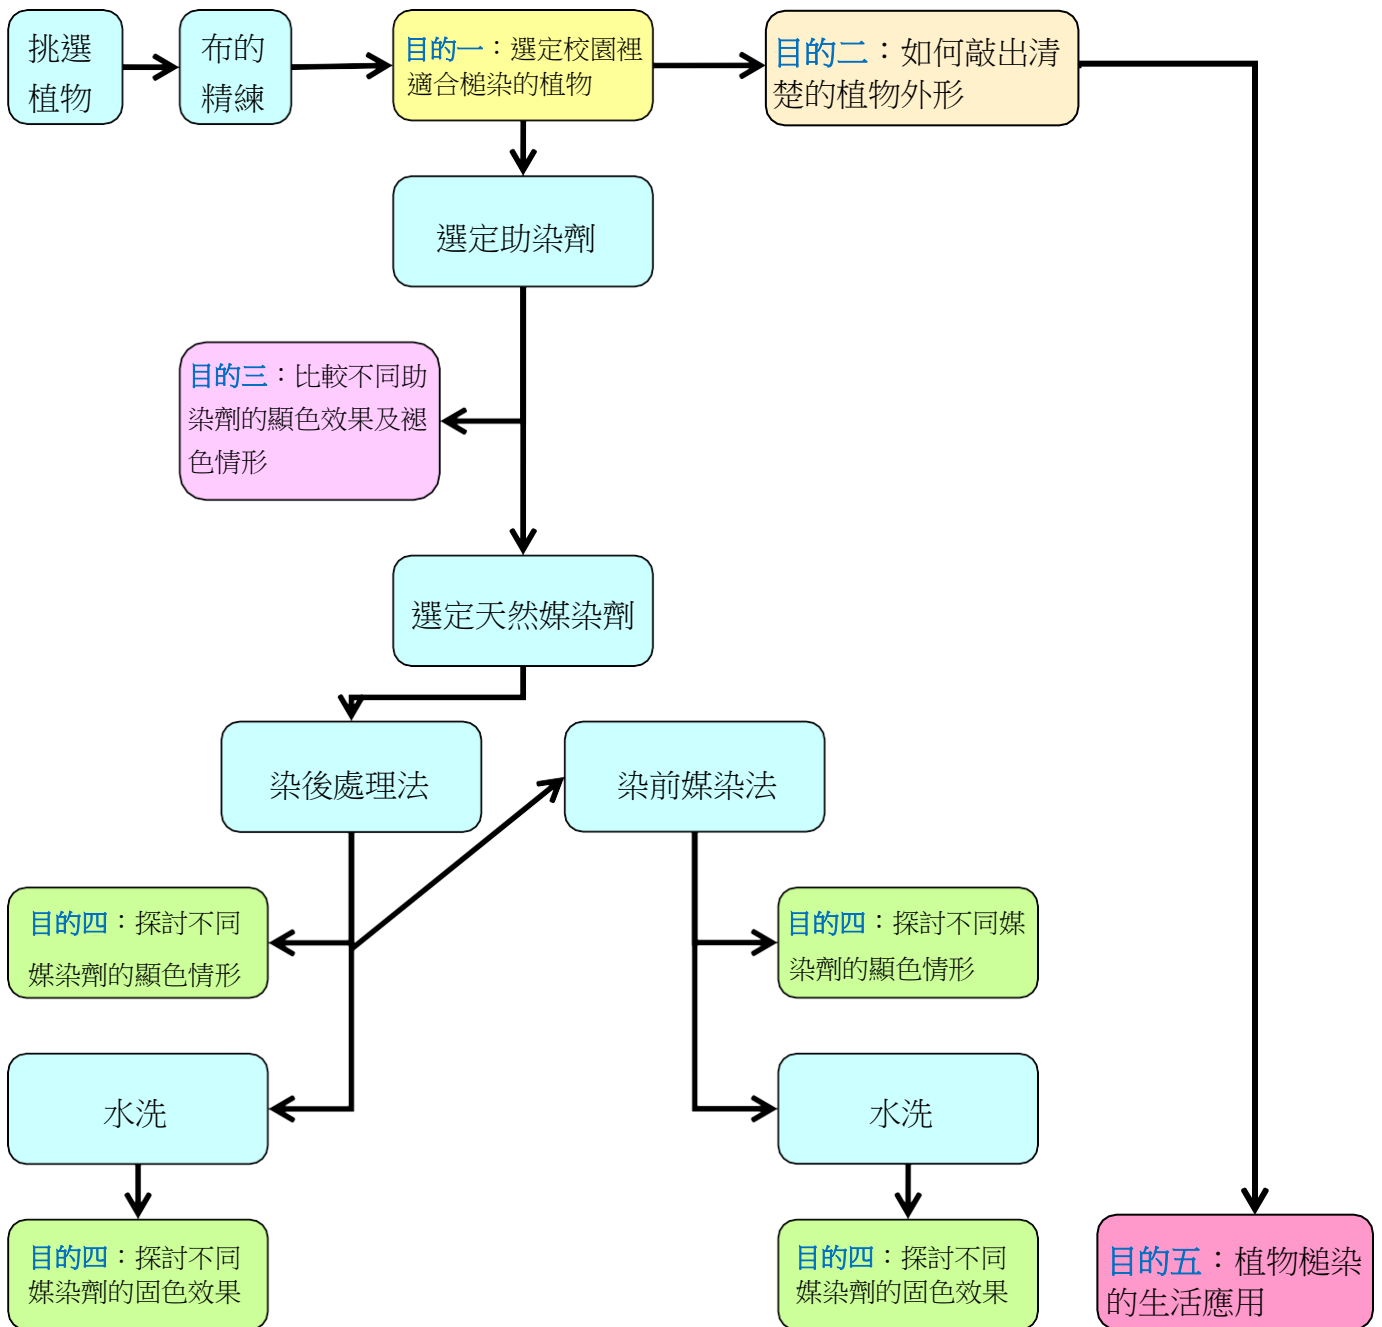 挑選
植物
布的
精練
目的一：選定校園裡
適合槌染的植物
目的二：如何敲出清
楚的植物外形
選定助染劑
目的三：比較不同助
染劑的顯色效果及褪
色情形
選定天然媒染劑
染後處理法
染前媒染法
目的四：探討不同
媒染劑的顯色情形
目的四：探討不同媒
染劑的顯色情形
水洗
水洗
目的四：探討不同
媒染劑的固色效果
目的四：探討不同
媒染劑的固色效果
目的五：植物槌染
的生活應用